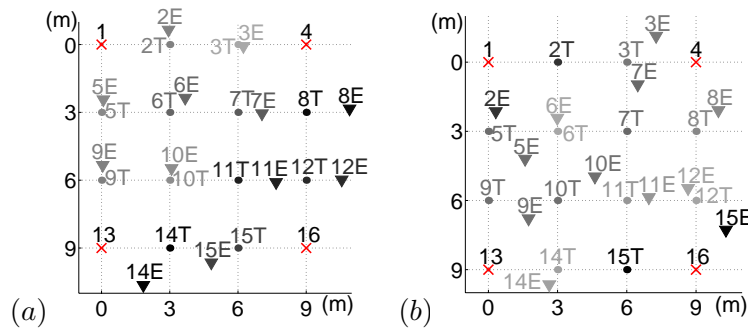 (m)
1 2E 3E 4
0
2T 3T
5E 6E 7E 8E
3 5T 6T 7T 8T
9E 10E 11T 11E 12T 12E
6 9T 10T
13 14T 15E 15T 16
9
14E
(a) 0 3 6 9 (m)
(m)
1 2T 3T 3E 4
0
7E
2E 6E 8E
3 5T 6T 7T 8T
5E
9T 10T 10E 11T 11E 12E
6 12T
9E 15E
13 14T 15T 16
9
14E
(b) 0 3 6 9 (m)